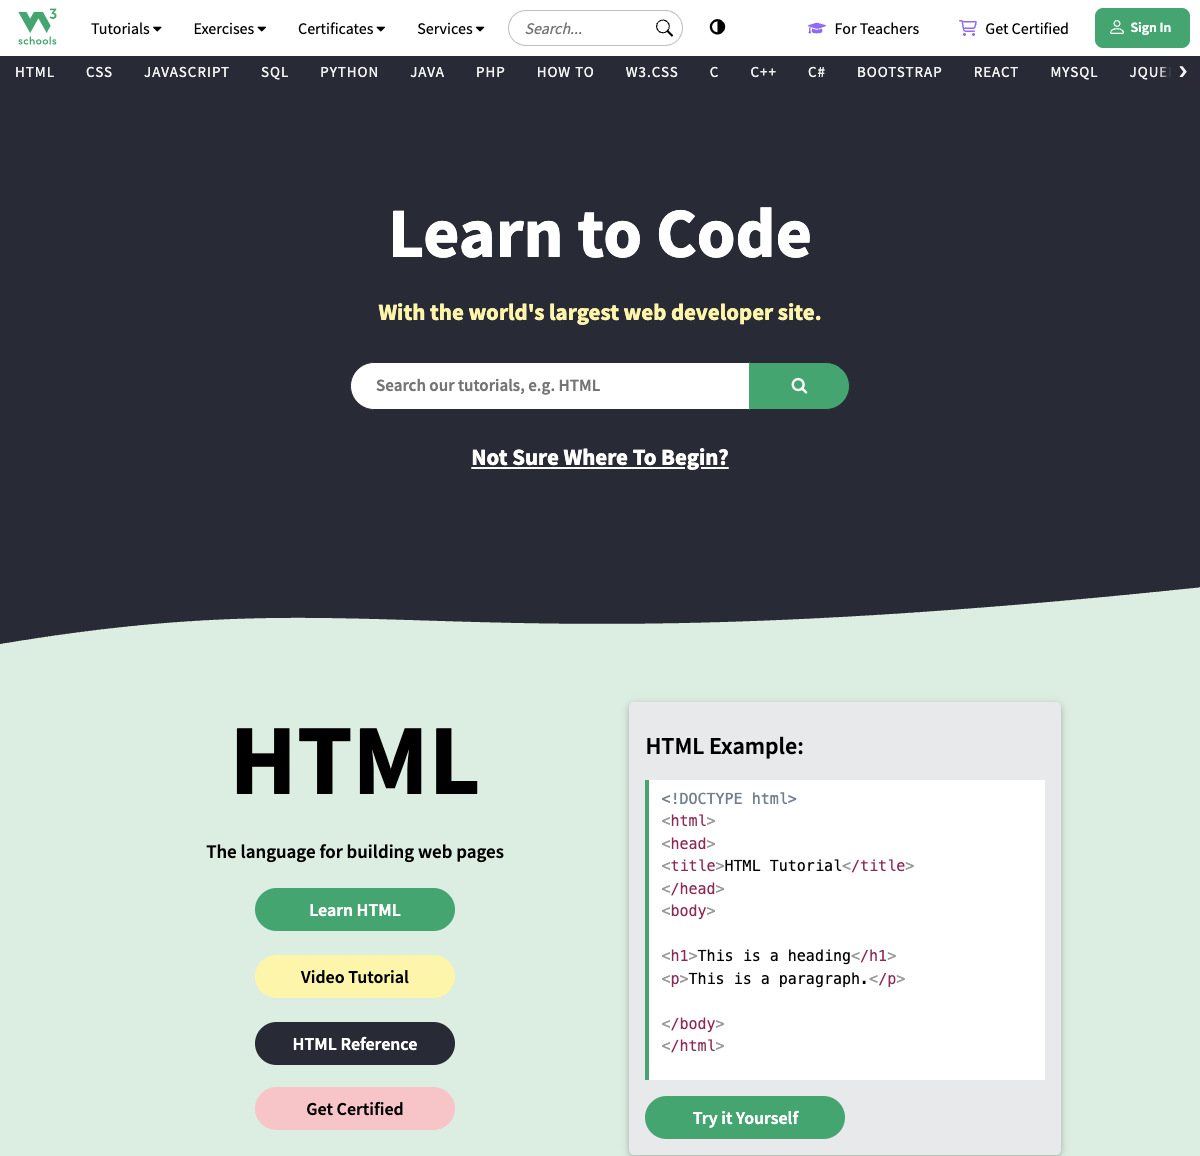 W3 schools
Tutorials Exercises Certificates Services Search... For Teachers Get Certified Sign In
HTML CSS JAVASCRIPT SQL PYTHON JAVA PHP HOW TO W3.CSS C C++ C# BOOTSTRAP REACT MYSQL
Learn to Code
With the world's largest web developer site.
Search our tutorials, e.g. HTML
Not Sure Where To Begin?
HTML
The language for building web pages
Learn HTML
Video Tutorial
HTML Reference
Get Certified
HTML Example:
<!DOCTYPE html>
<html>
<head>
<title>HTML Tutorial</title>
</head>
<body>
<h1>This is a heading</h1>
<p>This is a paragraph.</p>
</body>
</html>
Try it Yourself